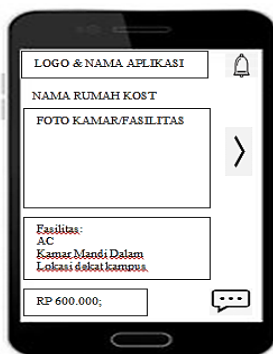 LOGO & NAMA APLIKASI
NAMA RUMAH KOST
FOTO KAMAR/FASILITAS
Fasilitas:
AC
Kamar Mandi Dalam
Lokasi dekat kampus
RP 600.000;